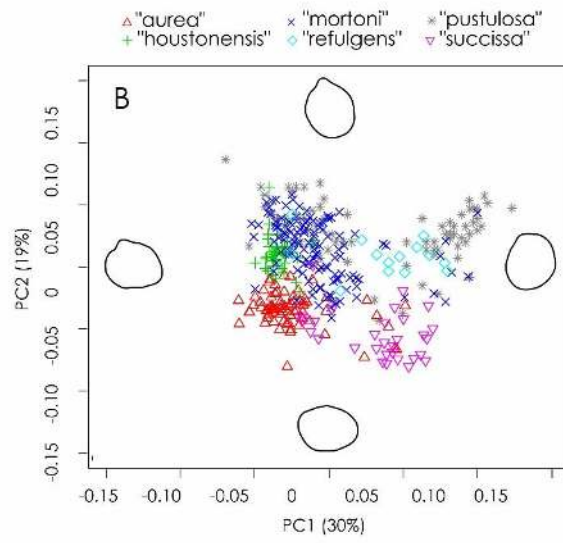 △ "aurea" × "mortoni" ✳ "pustulosa"
+ "houstonensis" ◇ "refulgens" ▽ "succissa"
B
PC2 (19%)
0.15
0.10
0.05
0
0
-0.05
-0.10
-0.15
-0.15 -0.10 -0.05 0 0.05 0.10 0.15
PC1 (30%)